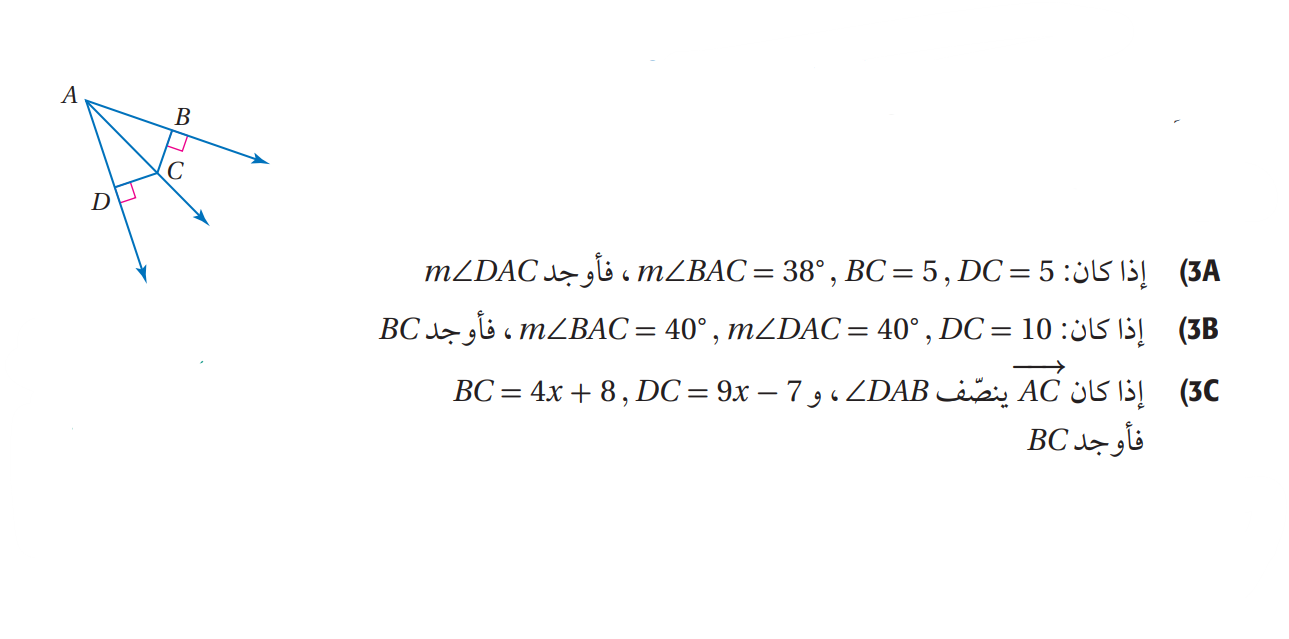 A
B
C
D
3A) إذا كان: m∠BAC = 38° , BC = 5 , DC = 5 ، فأوجد m∠DAC
3B) إذا كان: m∠BAC = 40° , m∠DAC = 40° , DC = 10 ، فأوجد BC
3C) إذا كان $\overrightarrow{AC}$ ينصّف ∠DAB ، و BC = 4x + 8 , DC = 9x – 7
فأوجد BC